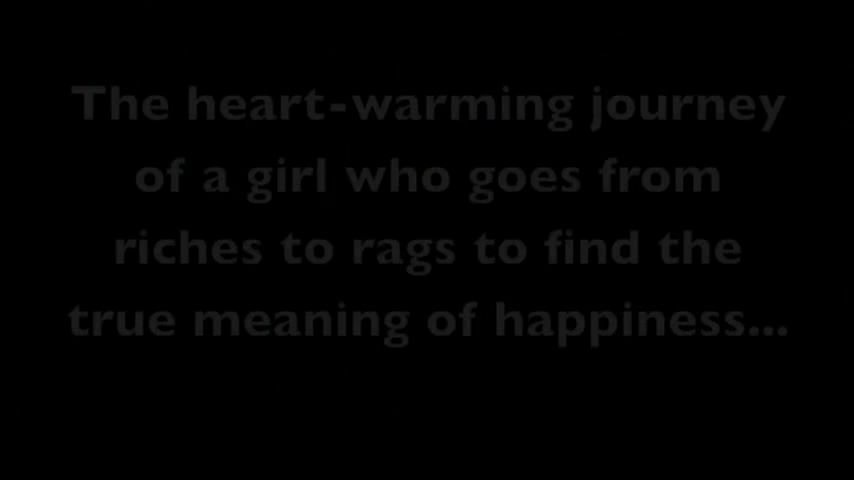 The heart-warming journey
of a girl who goes from
riches to rags to find the
true meaning of happiness...